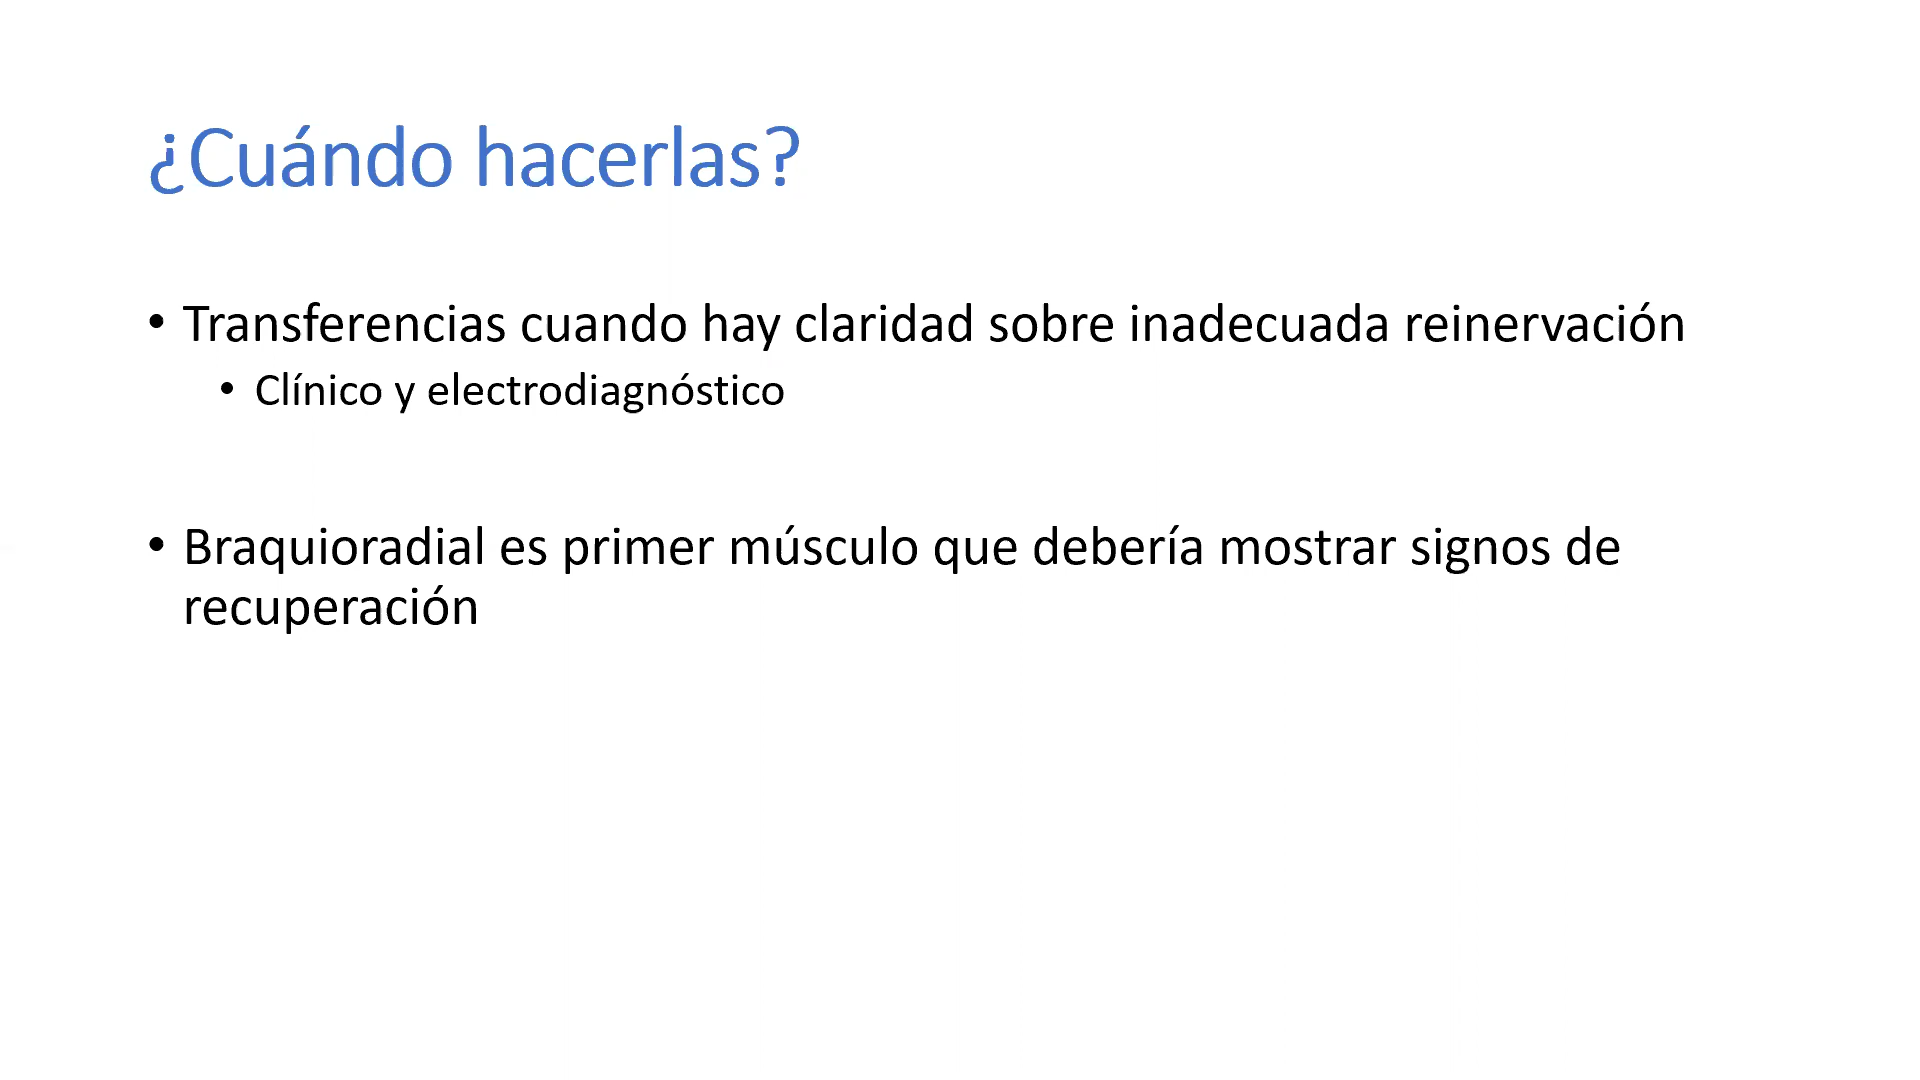 ¿Cuándo hacerlas?
• Transferencias cuando hay claridad sobre inadecuada reinervación
• Clínico y electrodiagnóstico
• Braquioradial es primer músculo que debería mostrar signos de
recuperación